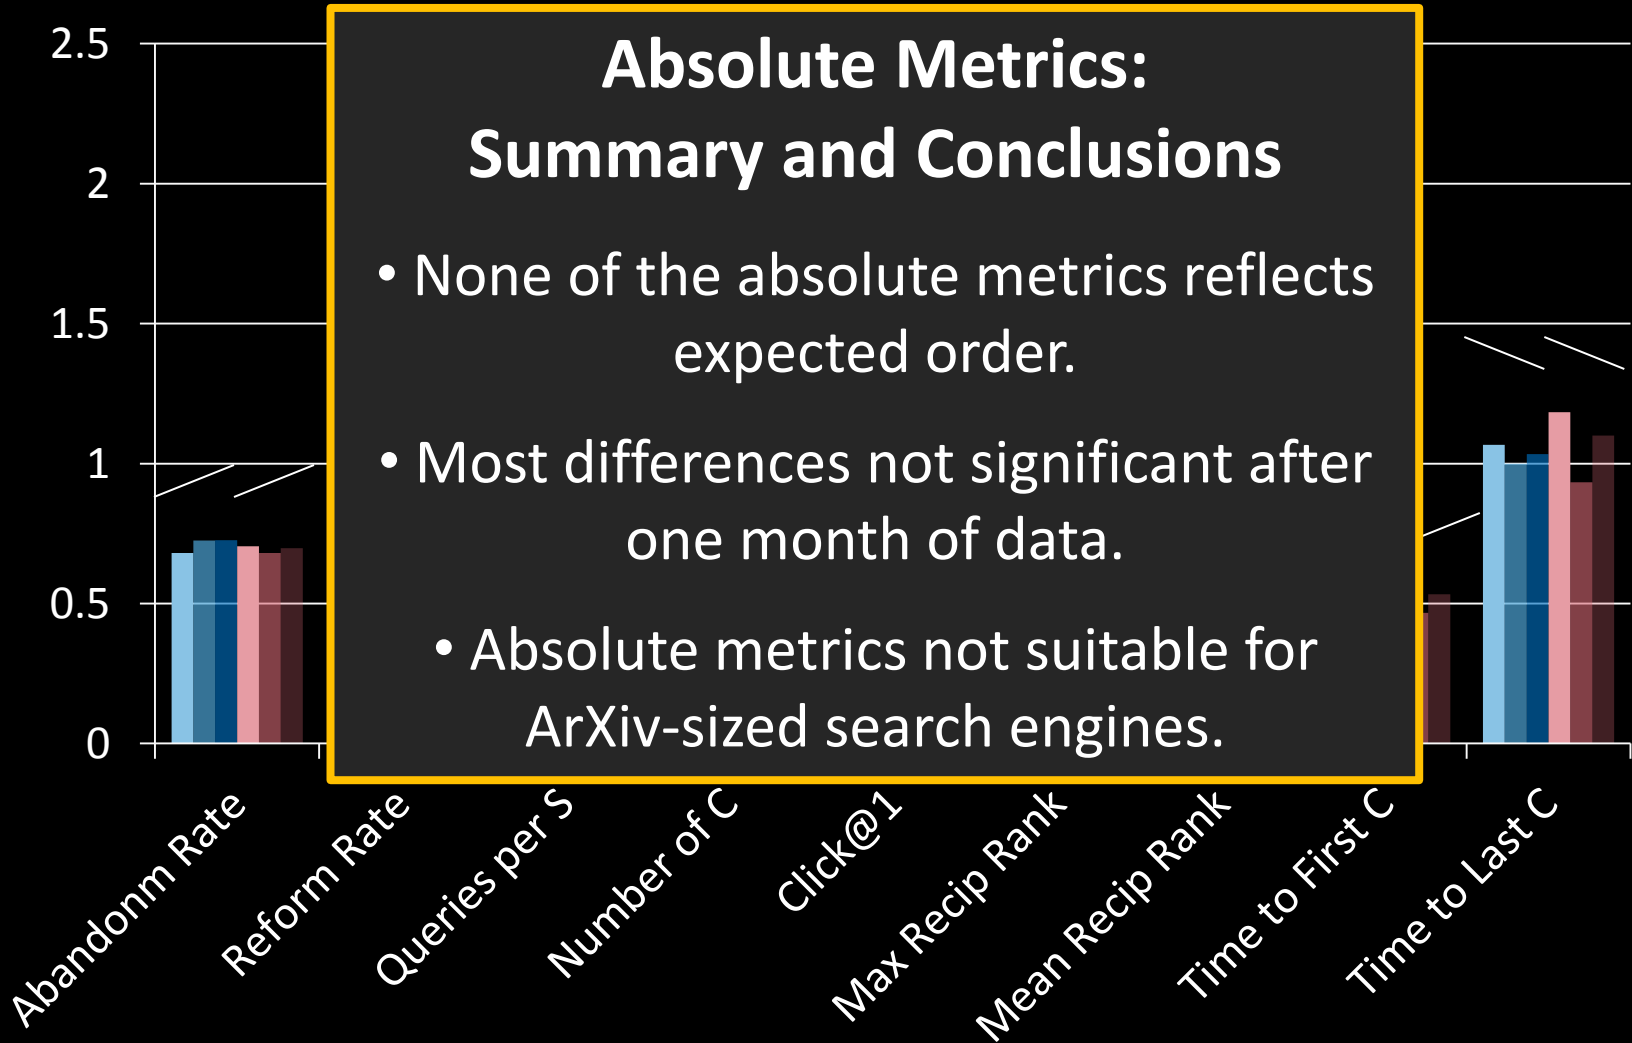 Absolute Metrics:
Summary and Conclusions
• None of the absolute metrics reflects
expected order.
• Most differences not significant after
one month of data.
• Absolute metrics not suitable for
ArXiv-sized search engines.
2.5
2
1.5
1
0.5
0
Abandonm Rate
Reform Rate
Queries per S
Number of C
Click@1
Max Recip Rank
Mean Recip Rank
Time to First C
Time to Last C